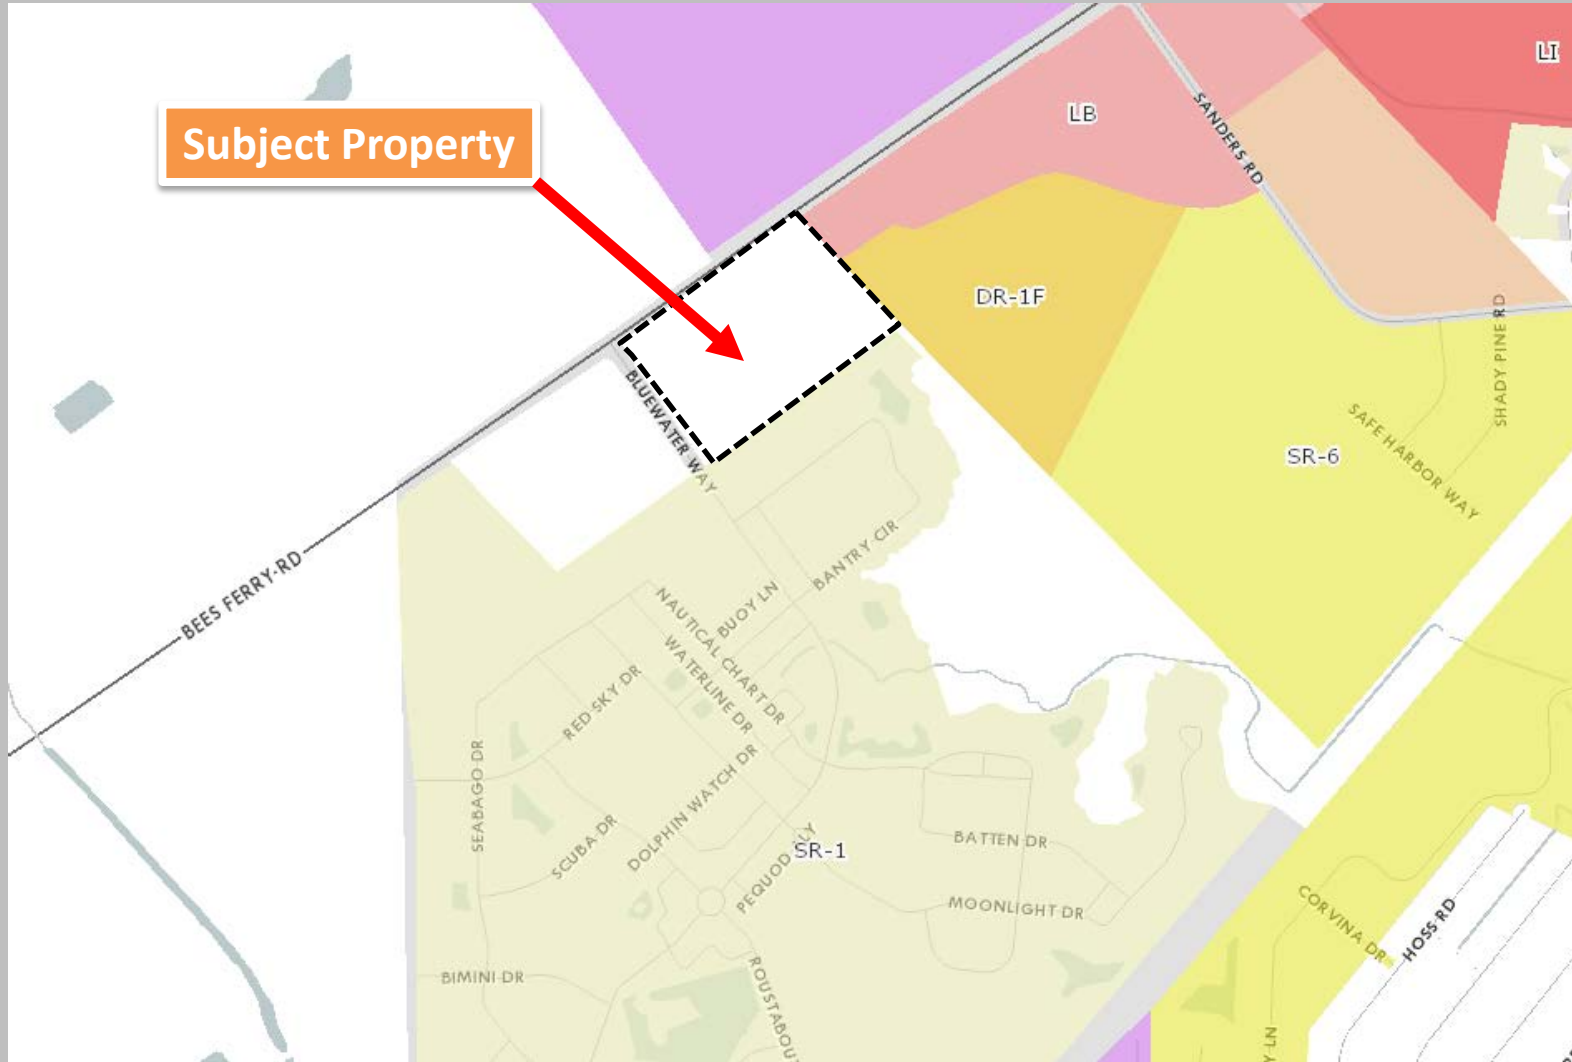 LI
LB
SANDERS RD
Subject Property
DR-1F
SHADY PINE RD
BLUEWATER WAY
SAFE HARBOR WAY
SR-6
BANTRY CIR
BEES FERRY RD
BUOY LN
NAUTICAL CHART DR
WATERLINE DR
RED SKY DR
SEABAGO DR
DOLPHIN WATCH DR
SCUBA DR
SR-1
BATTEN DR
PEQUOD
MOONLIGHT DR
CORVINA DR
HOSS RD
BIMINI DR
ROUSTABOU
Y LN